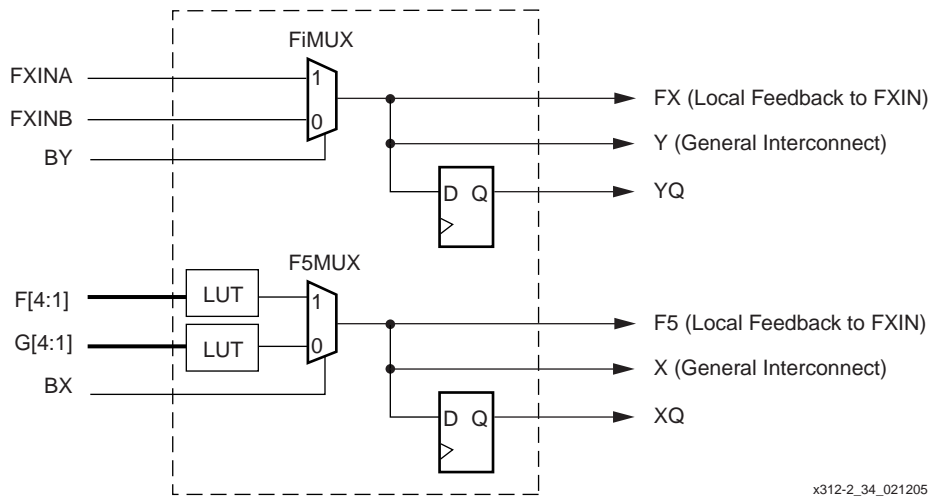 FiMUX
FXINA
1
FX (Local Feedback to FXIN)
FXINB
0
Y (General Interconnect)
BY
D Q
YQ
F5MUX
F[4:1]
LUT
1
F5 (Local Feedback to FXIN)
G[4:1]
LUT
0
X (General Interconnect)
BX
D Q
XQ
x312-2_34_021205